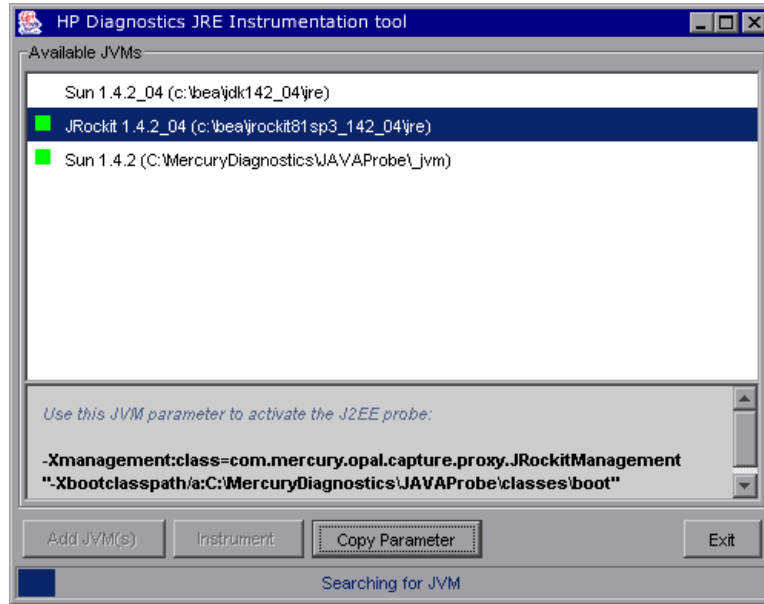 HP Diagnostics JRE Instrumentation tool
Available JVMs
Sun 1.4.2_04 (c:\bea\jdk142_04\jre)
JRockit 1.4.2_04 (c:\bea\jrockit81sp3_142_04\jre)
Sun 1.4.2 (C:\MercuryDiagnostics\JAVAProbe\_jvm)
Use this JVM parameter to activate the J2EE probe:
-Xmanagement:class=com.mercury.opal.capture.proxy.JRockitManagement
"-Xbootclasspath/a:C:\MercuryDiagnostics\JAVAProbe\classes\boot"
Add JVM(s) Instrument Copy Parameter Exit
Searching for JVM